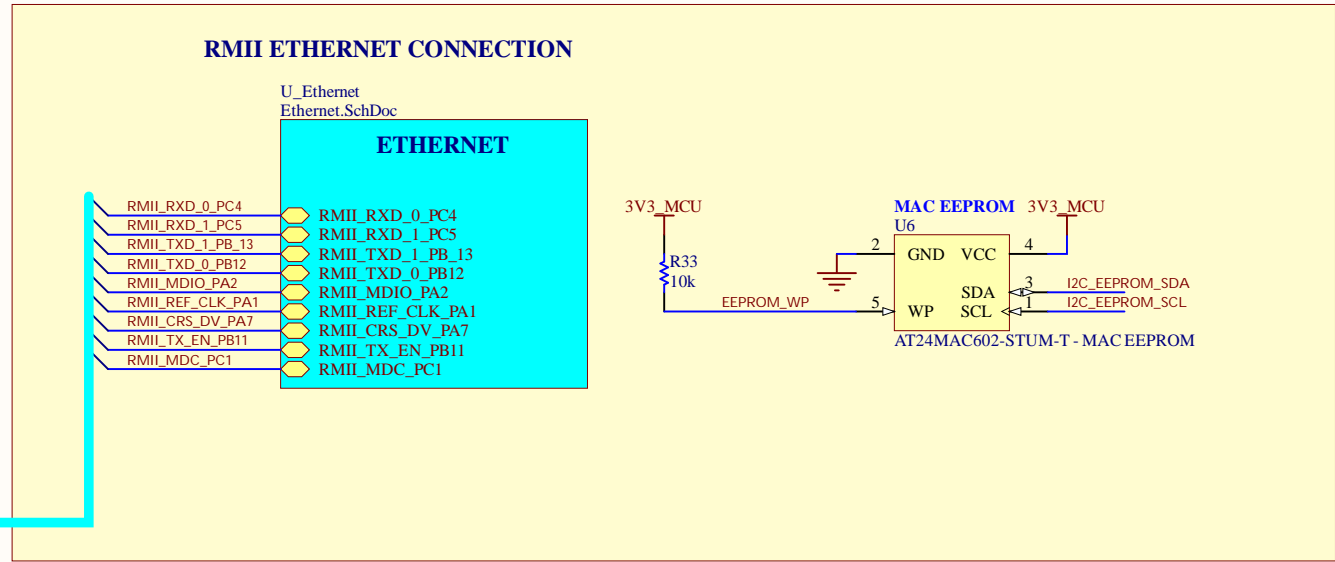 RMII ETHERNET CONNECTION
U_Ethernet
Ethernet.SchDoc
ETHERNET
RMII_RXD_0_PC4
RMII_RXD_1_PC5
RMII_TXD_1_PB_13
RMII_TXD_0_PB12
RMII_MDIO_PA2
RMII_REF_CLK_PA1
RMII_CRS_DV_PA7
RMII_TX_EN_PB11
RMII_MDC_PC1
RMII_RXD_0_PC4
RMII_RXD_1_PC5
RMII_TXD_1_PB_13
RMII_TXD_0_PB12
RMII_MDIO_PA2
RMII_REF_CLK_PA1
RMII_CRS_DV_PA7
RMII_TX_EN_PB11
RMII_MDC_PC1
3V3_MCU
R33
10k
EEPROM_WP
MAC EEPROM
U6
3V3_MCU
2
GND
VCC
4
SDA
3
I2C_EEPROM_SDA
5
WP
SCL
1
I2C_EEPROM_SCL
AT24MAC602-STUM-T - MAC EEPROM